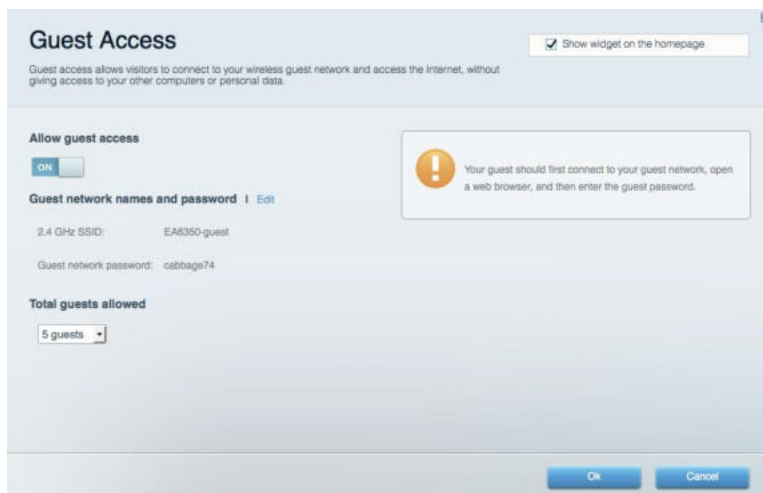 Guest Access
Show widget on the homepage
Guest access allows visitors to connect to your wireless guest network and access the Internet, without
giving access to your other computers or personal data.
Allow guest access
ON
Your guest should first connect to your guest network, open
a web browser, and then enter the guest password.
Guest network names and password | Edit
2.4 GHz SSID: EA6350-guest
Guest network password: cabbage74
Total guests allowed
5 guests
Ok
Cancel